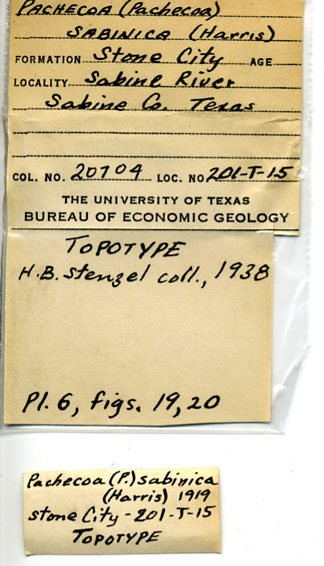 PACHECOA (Pachecoa)
SABINICA (Harris)
FORMATION Stone City AGE
LOCALITY Sabine River
Sabine Co. Texas
COL. NO. 20704 LOC. NO. 201-T-15
THE UNIVERSITY OF TEXAS
BUREAU OF ECONOMIC GEOLOGY
TOPOTYPE
H.B. Stenzel coll., 1938
Pl. 6, figs. 19, 20
Pachecoa (P.) sabinica
(Harris) 1919
Stone City - 201-T-15
TOPOTYPE